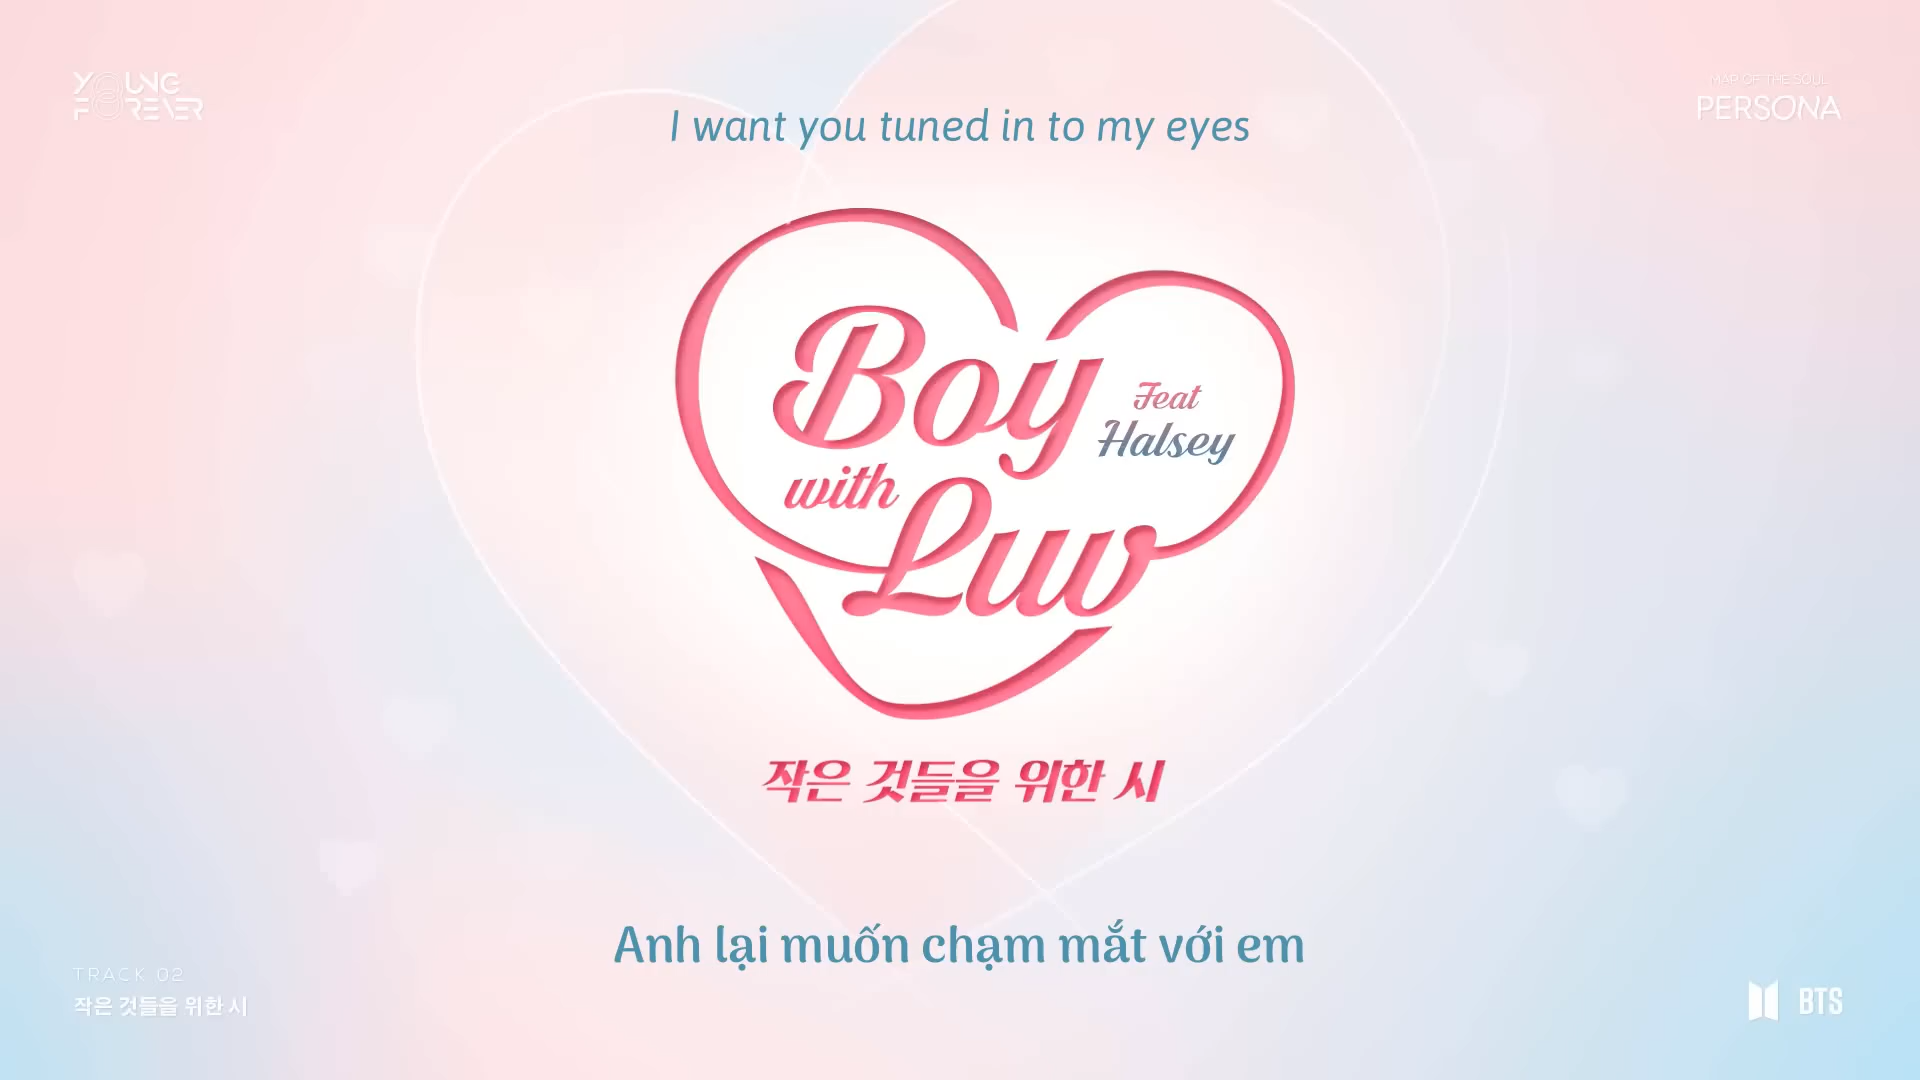 YOUNG
FOREVER
MAP OF THE SOUL
PERSONA
I want you tuned in to my eyes
Boy
with
Luv
Feat
Halsey
작은 것들을 위한 시
Anh lại muốn chạm mắt với em
TRACK 02
작은 것들을 위한 시
BTS